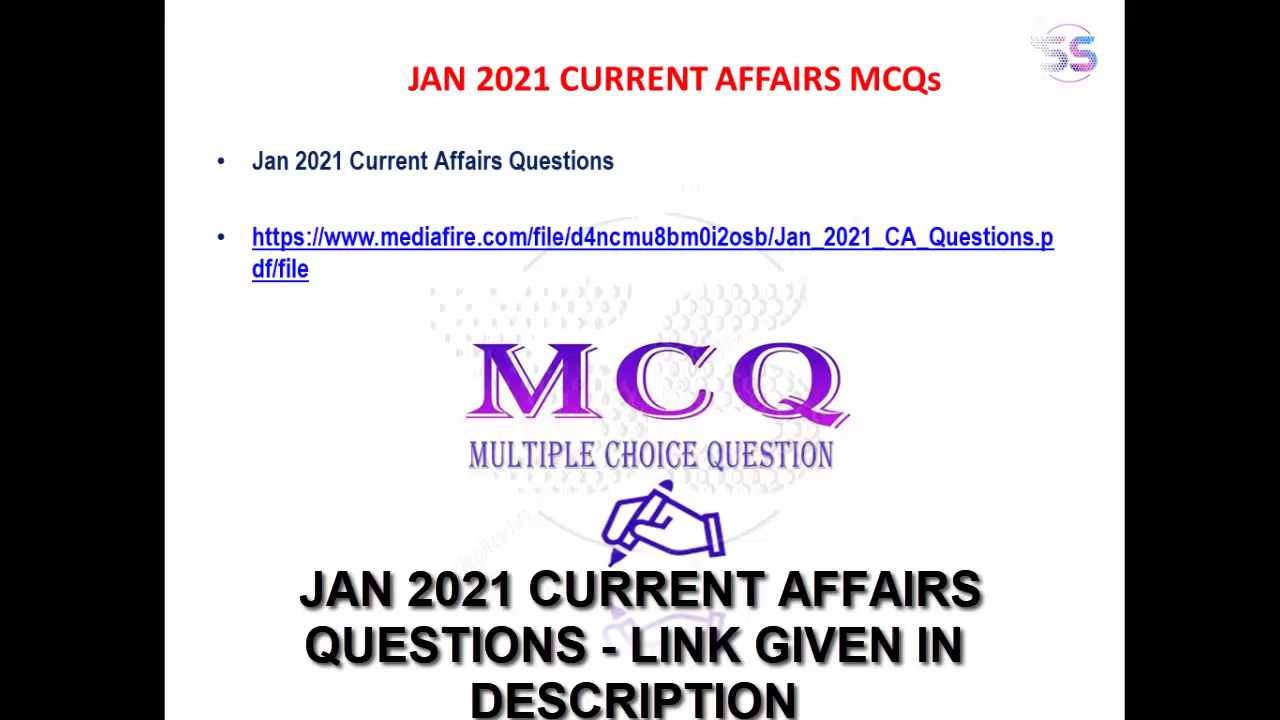 SS
JAN 2021 CURRENT AFFAIRS MCQs
• Jan 2021 Current Affairs Questions
• https://www.mediafire.com/file/d4ncmu8bm0i2osb/Jan_2021_CA_Questions.p
df/file
MCQ
MULTIPLE CHOICE QUESTION
JAN 2021 CURRENT AFFAIRS
QUESTIONS - LINK GIVEN IN
DESCRIPTION